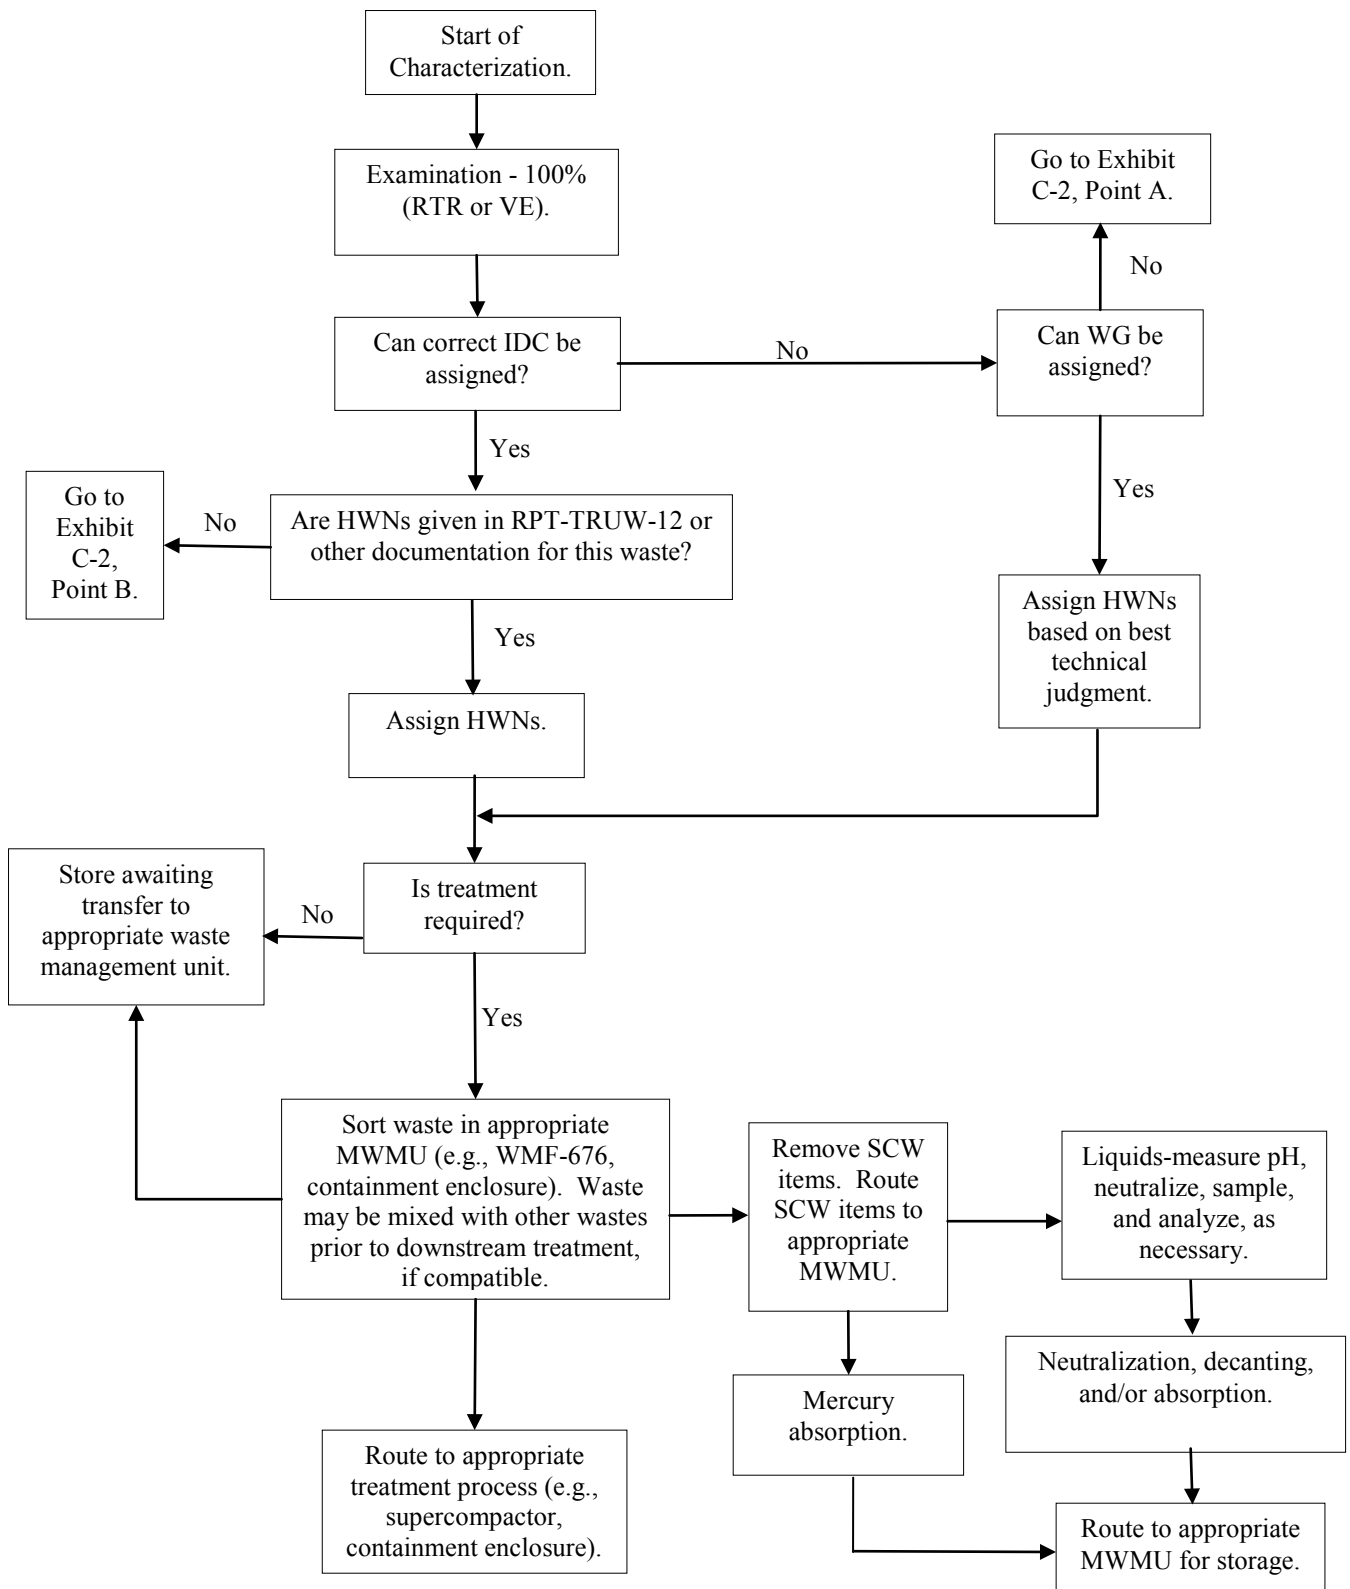 Start of
Characterization.
Examination - 100%
(RTR or VE).
Go to Exhibit
C-2, Point A.
No
Can correct IDC be
assigned?
No
Can WG be
assigned?
Yes
Yes
Go to
Exhibit
C-2,
Point B.
No
Are HWNs given in RPT-TRUW-12 or
other documentation for this waste?
Assign HWNs
based on best
technical
judgment.
Yes
Assign HWNs.
Store awaiting
transfer to
appropriate waste
management unit.
No
Is treatment
required?
Yes
Sort waste in appropriate
MWMU (e.g., WMF-676,
containment enclosure).  Waste
may be mixed with other wastes
prior to downstream treatment,
if compatible.
Remove SCW
items.  Route
SCW items to
appropriate
MWMU.
Liquids-measure pH,
neutralize, sample,
and analyze, as
necessary.
Neutralization, decanting,
and/or absorption.
Mercury
absorption.
Route to appropriate
treatment process (e.g.,
supercompactor,
containment enclosure).
Route to appropriate
MWMU for storage.